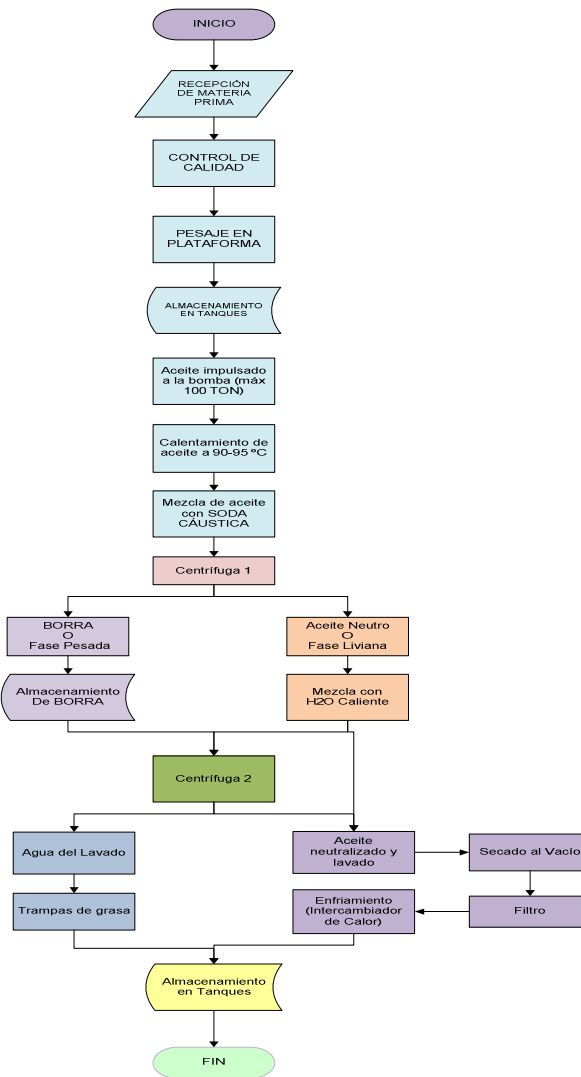 INICIO
RECEPCIÓN
DE MATERIA
PRIMA
CONTROL DE
CALIDAD
PESAJE EN
PLATAFORMA
ALMACENAMIENTO
EN TANQUES
Aceite impulsado
a la bomba (máx
100 TON)
Calentamiento de
aceite a 90-95 ºC
Mezcla de aceite
con SODA
CÁUSTICA
Centrífuga 1
BORRA
O
Fase Pesada
Aceite Neutro
O
Fase Liviana
Almacenamiento
De BORRA
Mezcla con
H2O Caliente
Centrífuga 2
Agua del Lavado
Aceite
neutralizado y
lavado
Secado al Vacío
Trampas de grasa
Enfriamiento
(Intercambiador
de Calor)
Filtro
Almacenamiento
en Tanques
FIN